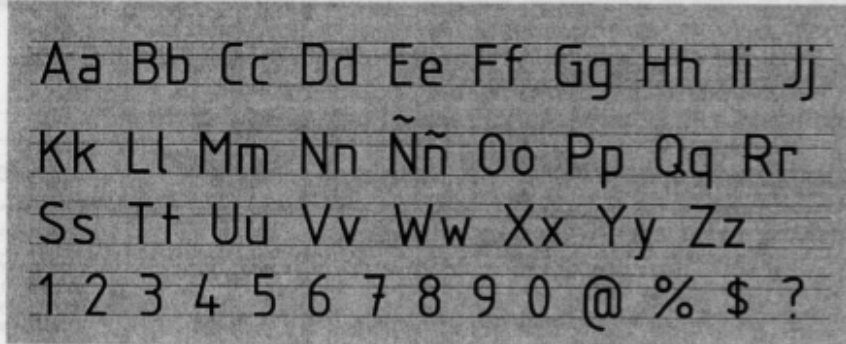 Aa Bb Cc Dd Ee Ff Gg Hh Ii Jj
Kk Ll Mm Nn Ññ Oo Pp Qq Rr
Ss Tt Uu Vv Ww Xx Yy Zz
1 2 3 4 5 6 7 8 9 0 @ % $ ?